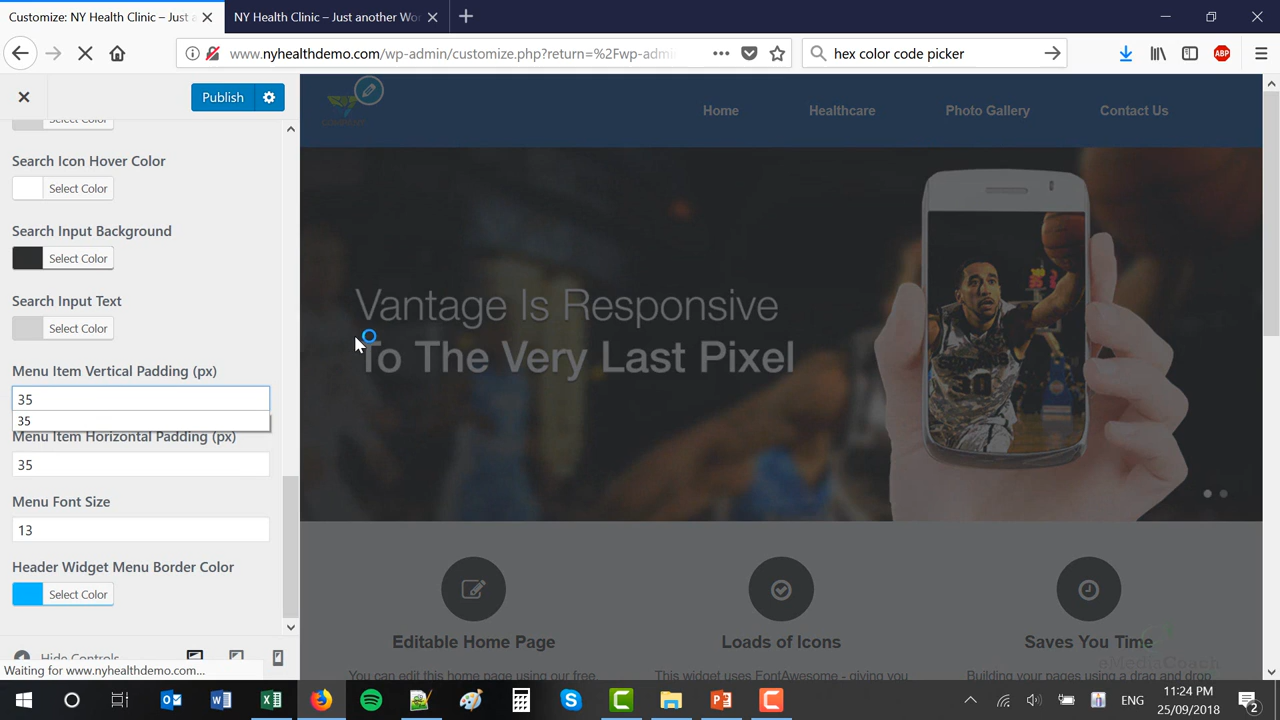 Customize: NY Health Clinic – Just a
NY Health Clinic – Just another Wo
www.nyhealthdemo.com/wp-admin/customize.php?return=%2Fwp-admi
hex color code picker
ABP
Publish
Select Color
Search Icon Hover Color
Select Color
Search Input Background
Select Color
Search Input Text
Select Color
Menu Item Vertical Padding (px)
35
35
Menu Item Horizontal Padding (px)
35
Menu Font Size
13
Header Widget Menu Border Color
Select Color
Hide Controls
Waiting for www.nyhealthdemo.com...
Home
Healthcare
Photo Gallery
Contact Us
Vantage Is Responsive
To The Very Last Pixel
30
Editable Home Page
Loads of Icons
Saves You Time
You can edit this home page using our free,
This widget uses FontAwesome - giving you
Building your pages using a drag and drop
eMediaCoach
ENG
11:24 PM
25/09/2018
2